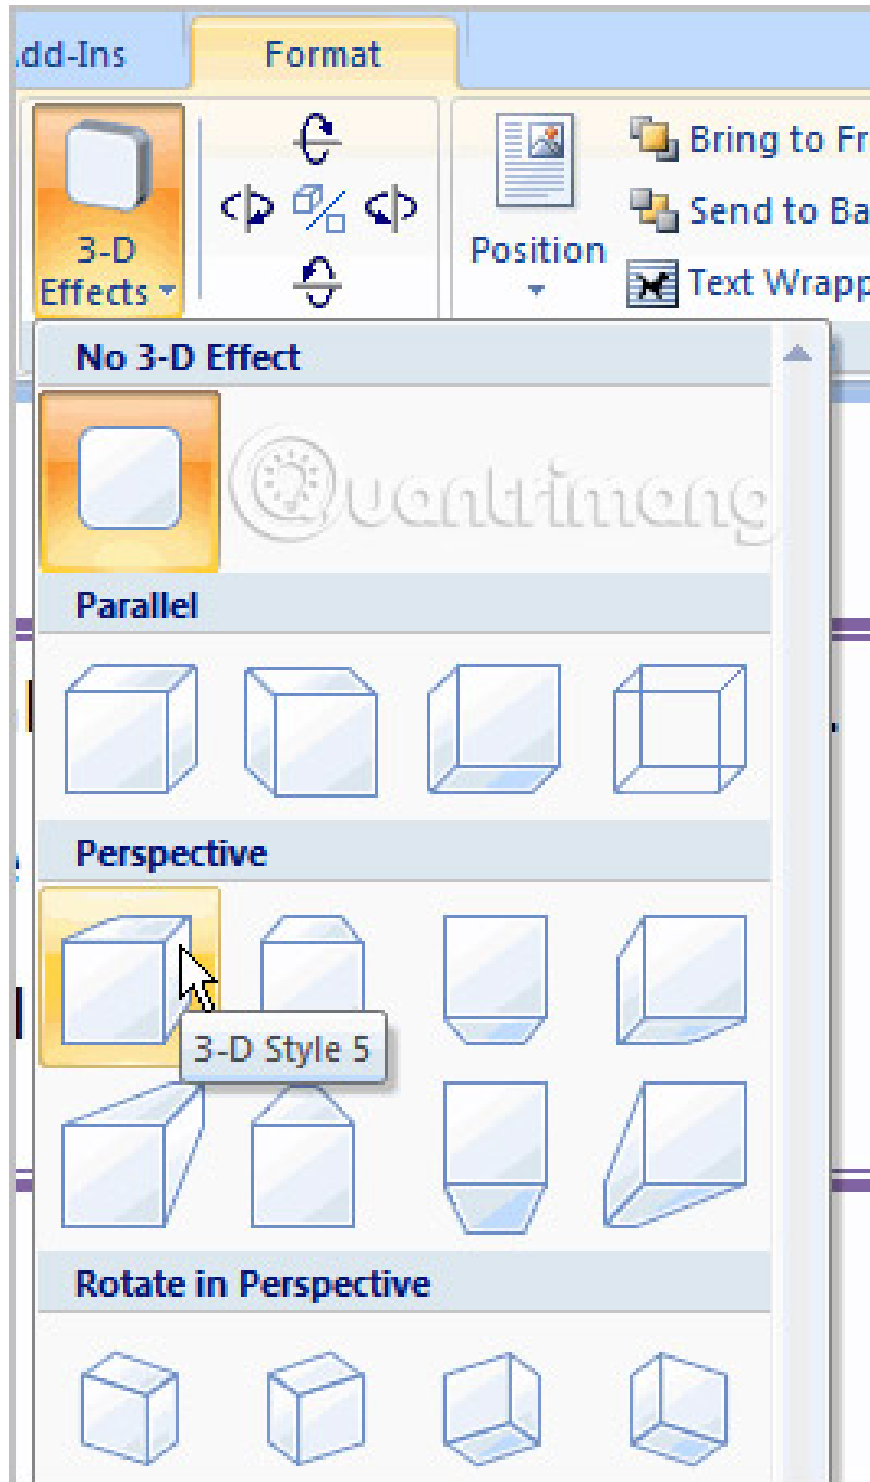 dd-Ins
Format
3-D
Effects
Position
Bring to Fr
Send to Ba
Text Wrapp
No 3-D Effect
Quantrimang
Parallel
Perspective
3-D Style 5
Rotate in Perspective